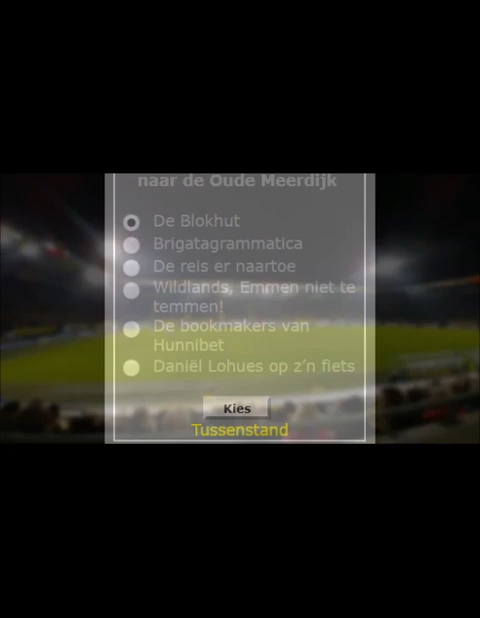 naar de Oude Meerdijk
De Blokhut
Brigatagrammatica
De reis er naartoe
Wildlands, Emmen niet te
temmen!
De bookmakers van
Hunnibet
Daniël Lohues op z'n fiets
Kies
Tussenstand